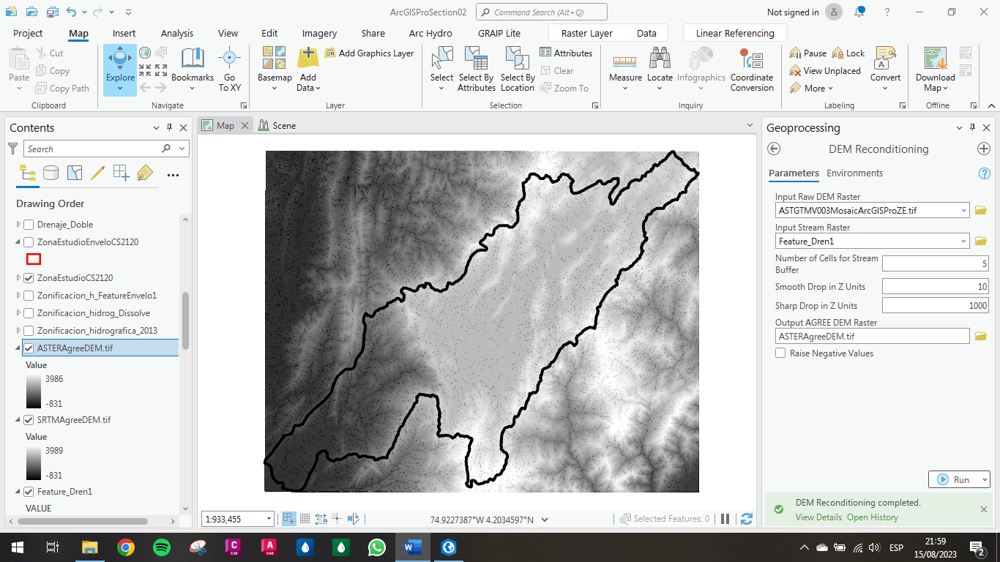 ArcGISProSection02
Command Search (Alt+Q)
Not signed in
?
Project
Map
Insert
Analysis
View
Edit
Imagery
Share
Arc Hydro
GRAIP Lite
Raster Layer
Data
Linear Referencing
Paste
Cut
Copy
Copy Path
Clipboard
Explore
Bookmarks
Go
To XY
Navigate
Basemap
Add
Data
Add Graphics Layer
Layer
Select
Select By
Attributes
Select By
Location
Attributes
Clear
Zoom To
Selection
Measure
Locate
Infographics
Coordinate
Conversion
Inquiry
Pause
Lock
View Unplaced
More
Convert
Labeling
Download
Map
Offline
Contents
Search
Drawing Order
Drenaje_Doble
ZonaEstudioEnveloCS2120
ZonaEstudioCS2120
Zonificacion_h_FeatureEnvelo1
Zonificacion_hidrog_Dissolve
Zonificacion_hidrografica_2013
ASTERAgreeDEM.tif
Value
3986
-831
SRTMAgreeDEM.tif
Value
3989
-831
Feature_Dren1
VALUE
Map
Scene
1:933,455
74.9227387°W 4.2034597°N
Selected Features: 0
Geoprocessing
DEM Reconditioning
Parameters
Environments
?
Input Raw DEM Raster
ASTGTMV003MosaicArcGISProZE.tif
Input Stream Raster
Feature_Dren1
Number of Cells for Stream
Buffer
5
Smooth Drop in Z Units
10
Sharp Drop in Z Units
1000
Output AGREE DEM Raster
ASTERAgreeDEM.tif
Raise Negative Values
Run
DEM Reconditioning completed.
View Details Open History
C
C3D
A
CAD
W
ESP
21:59
15/08/2023
2